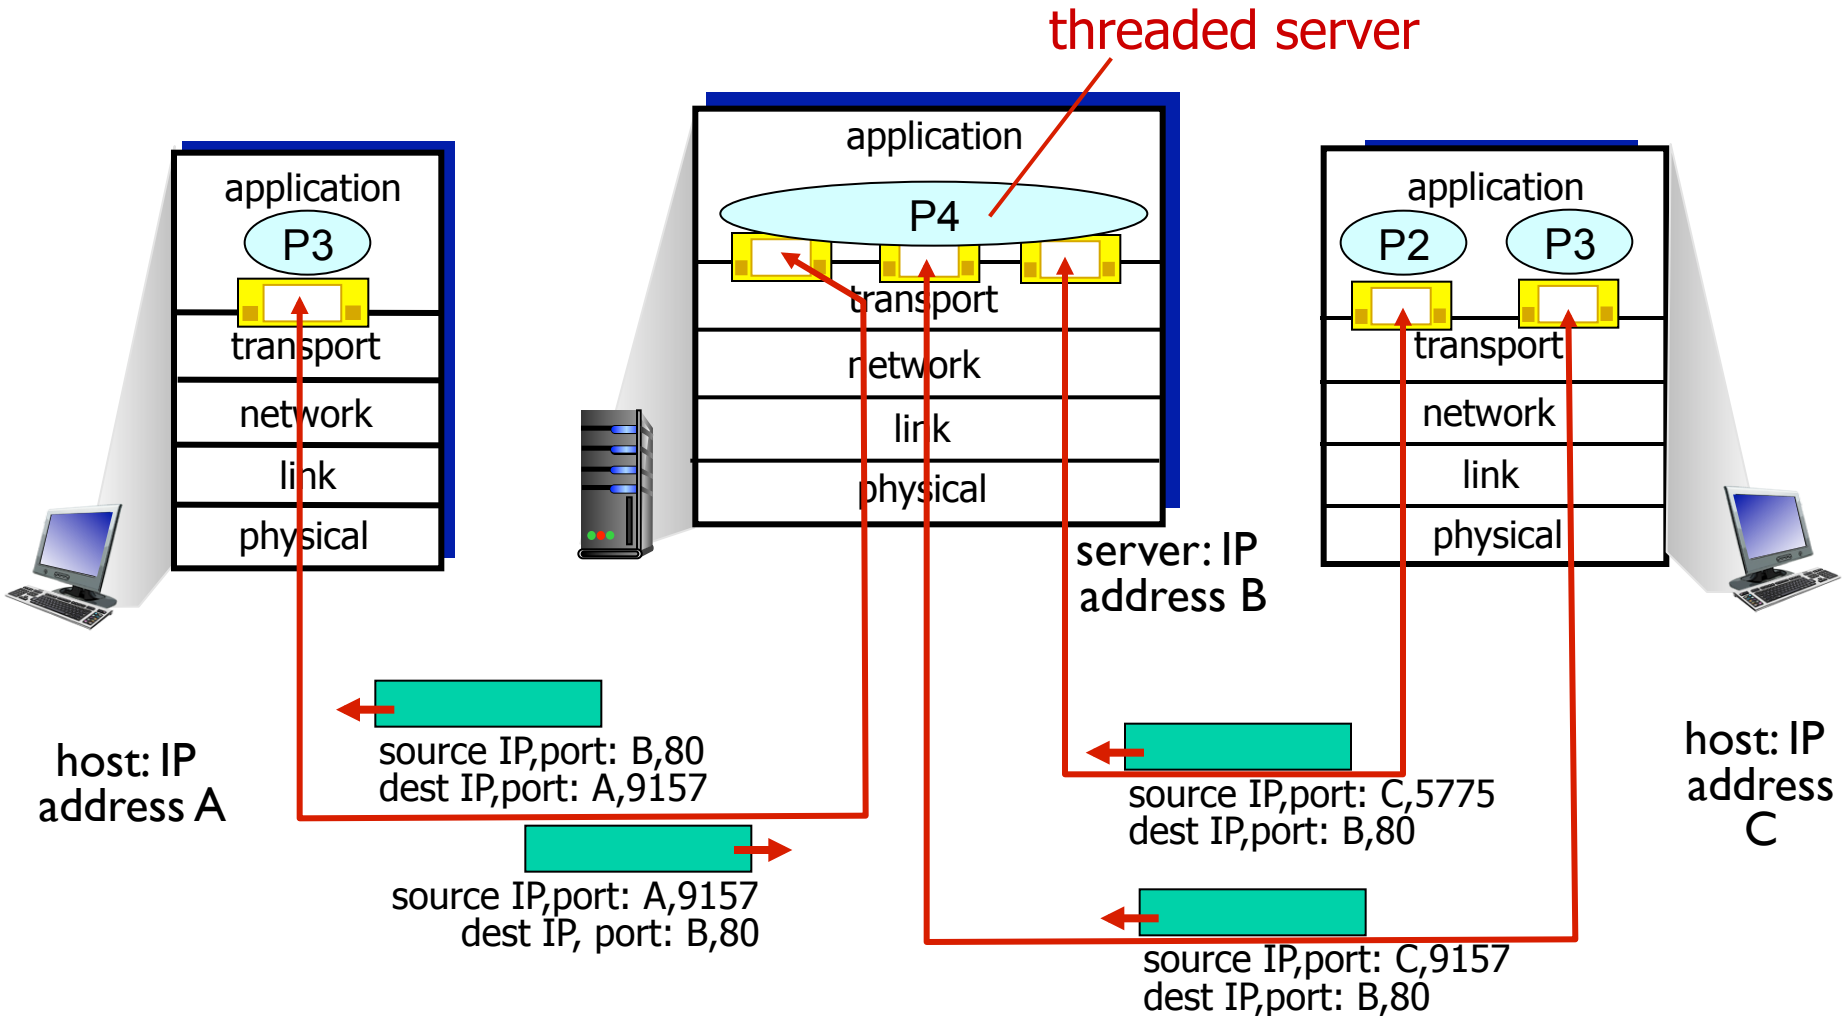 threaded server
application
P3
transport
network
link
physical
application
P4
transport
network
link
physical
application
P2
P3
transport
network
link
physical
server: IP
address B
host: IP
address A
source IP,port: B,80
dest IP,port: A,9157
source IP,port: A,9157
dest IP, port: B,80
source IP,port: C,5775
dest IP,port: B,80
source IP,port: C,9157
dest IP,port: B,80
host: IP
address
C